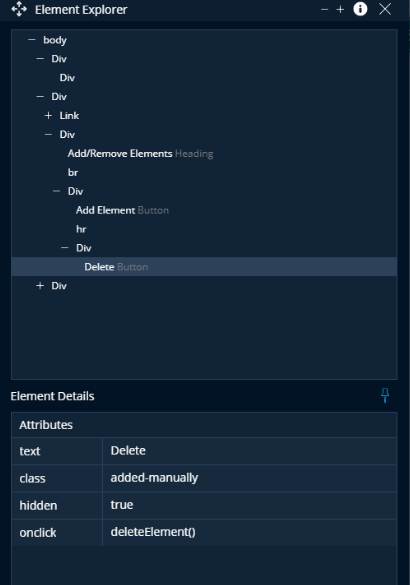 Element Explorer
body
Div
Div
Div
Link
Div
Add/Remove Elements Heading
br
Div
Add Element Button
hr
Div
Delete Button
Div
Element Details
Attributes
text Delete
class added-manually
hidden true
onclick deleteElement()